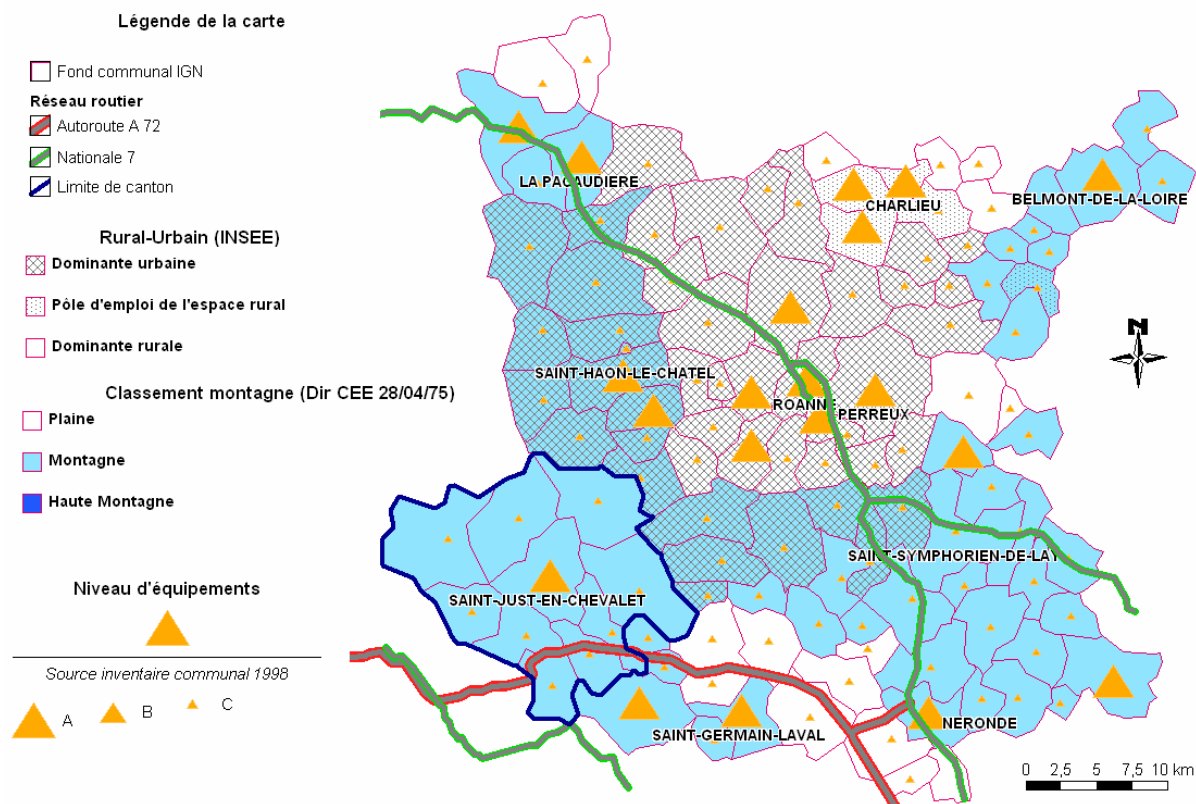 Légende de la carte
Fond communal IGN
Réseau routier
Autoroute A 72
Nationale 7
Limite de canton
Rural-Urbain (INSEE)
Dominante urbaine
Pôle d'emploi de l'espace rural
Dominante rurale
Classement montagne (Dir CEE 28/04/75)
Plaine
Montagne
Haute Montagne
Niveau d'équipements
Source inventaire communal 1998
A B C
LA PACAUDIERE
CHARLIEU
BELMONT-DE-LA-LOIRE
N
SAINT-HAON-LE-CHATEL
ROANNE
PERREUX
SAINT-SYMPHORIEN-DE-LAY
SAINT-JUST-EN-CHEVALET
SAINT-GERMAIN-LAVAL
NERONDE
0 2,5 5 7,5 10 km